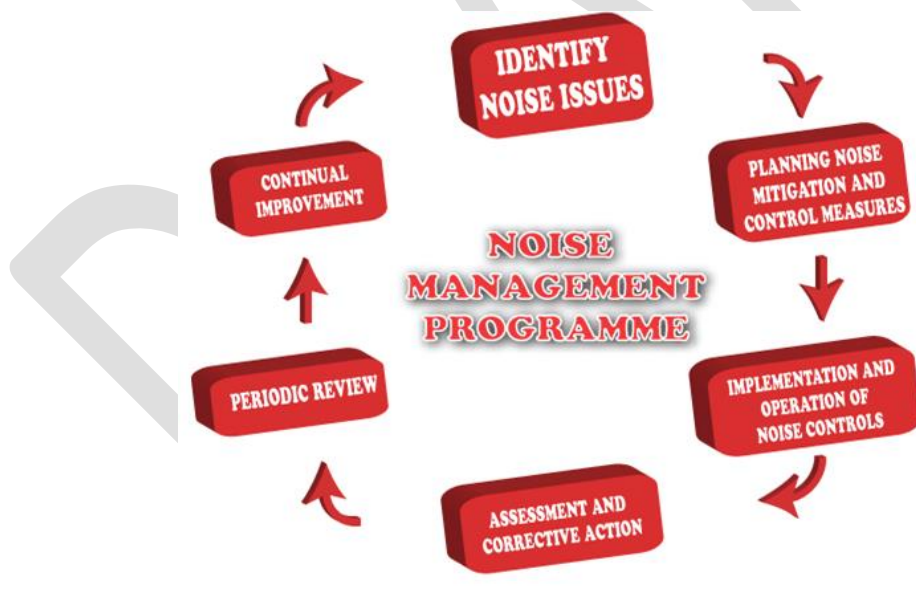 IDENTIFY
NOISE ISSUES
PLANNING NOISE
MITIGATION AND
CONTROL MEASURES
IMPLEMENTATION AND
OPERATION OF
NOISE CONTROLS
ASSESSMENT AND
CORRECTIVE ACTION
PERIODIC REVIEW
CONTINUAL
IMPROVEMENT
NOISE
MANAGEMENT
PROGRAMME